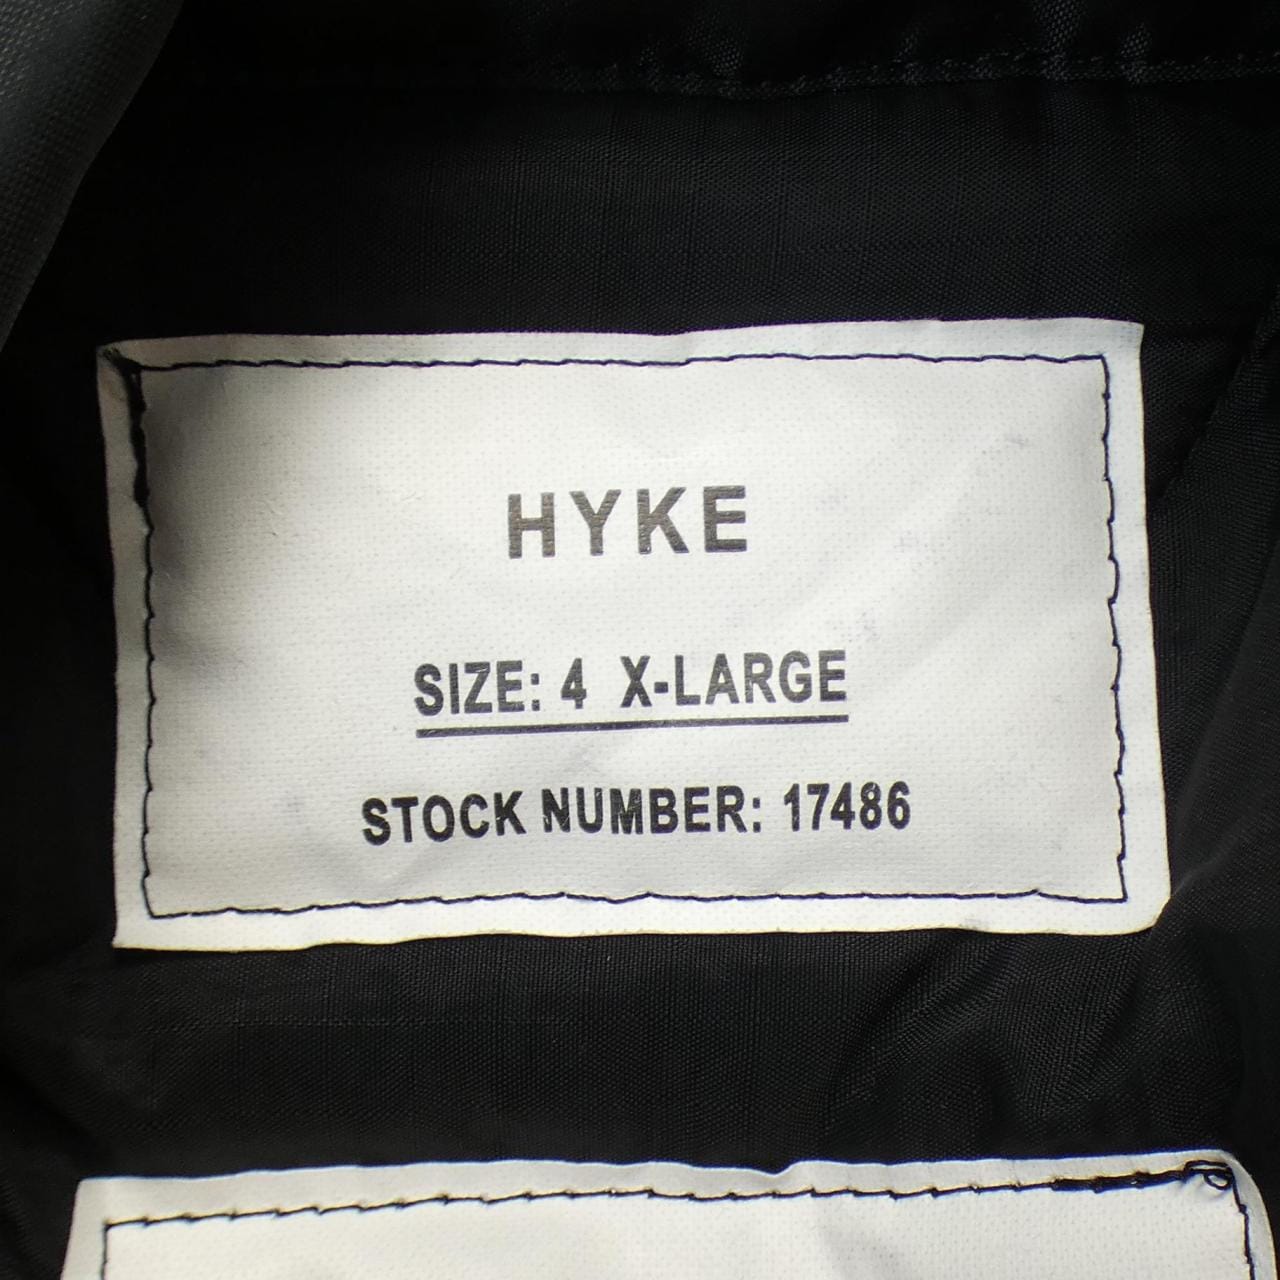 HYKE
SIZE: 4 X-LARGE
STOCK NUMBER: 17486